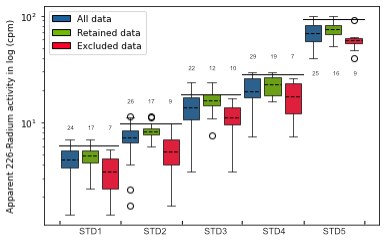 Apparent 226-Radium activity in log (cpm)
10²
10¹
All data
Retained data
Excluded data
24 17 7
26 17 9
22 12 10
29 19 7
25 16 9
STD1 STD2 STD3 STD4 STD5